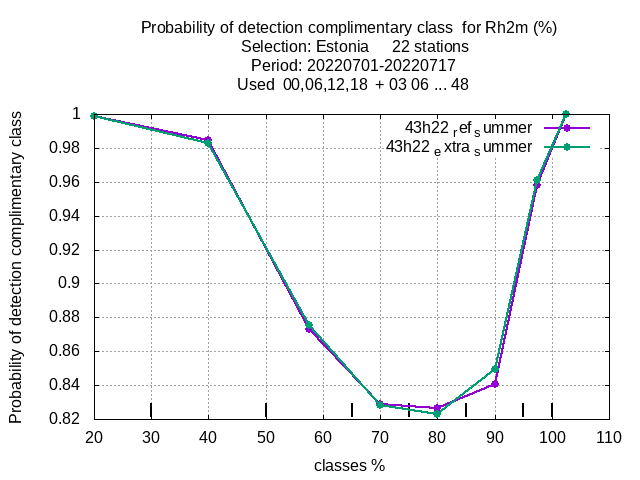 Probability of detection complimentary class  for Rh2m (%)
Selection: Estonia     22 stations
Period: 20220701-20220717
Used  00,06,12,18  + 03 06 ... 48
Probability of detection complimentary class
43h22 ref summer
43h22 extra summer
1
0.98
0.96
0.94
0.92
0.9
0.88
0.86
0.84
0.82
20 30 40 50 60 70 80 90 100 110
classes %